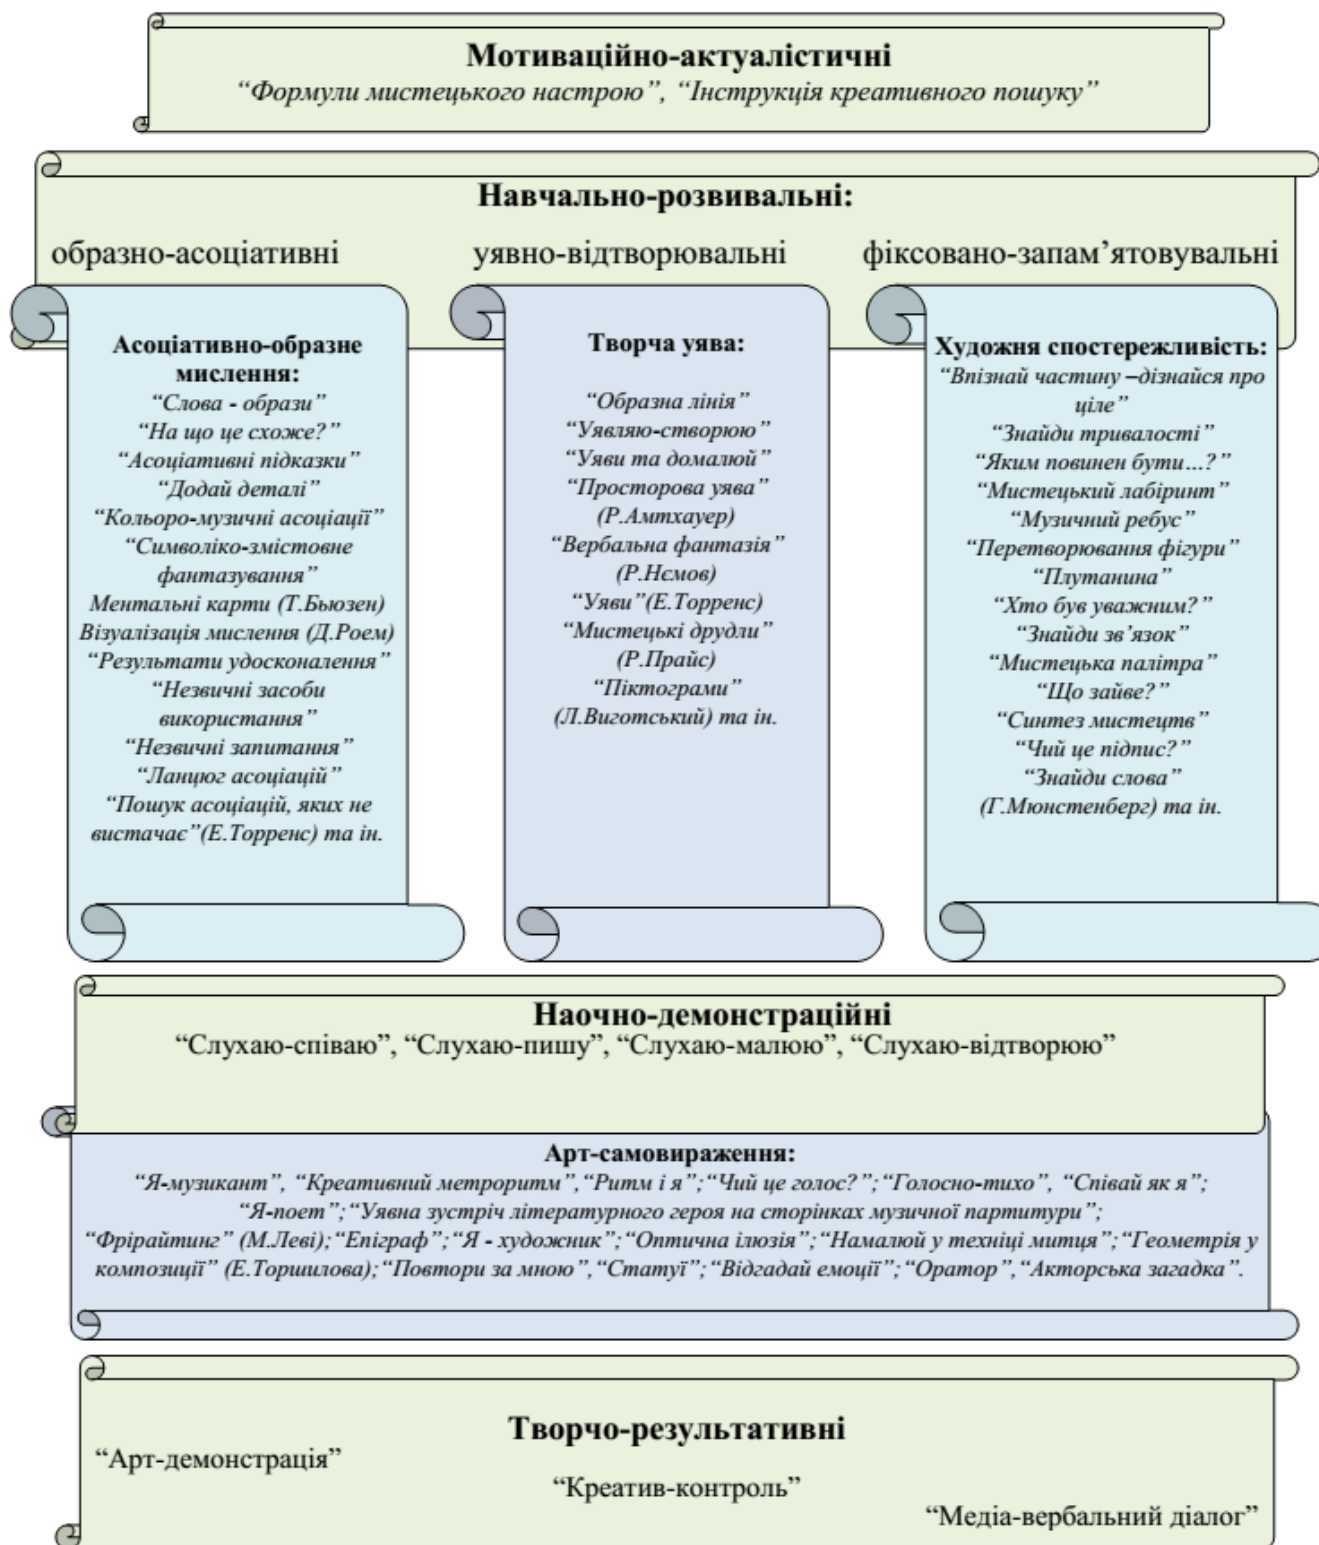 Мотиваційно-актуалістичні
“Формули мистецького настрою”, “Інструкція креативного пошуку”
Навчально-розвивальні:
образно-асоціативні
уявно-відтворювальні
фіксовано-запам’ятовувальні
Асоціативно-образне
мислення:
“Слова - образи”
“На що це схоже?”
“Асоціативні підказки”
“Додай деталі”
“Кольоро-музичні асоціації”
“Символіко-змістовне
фантазування”
Ментальні карти (Т.Бьюзен)
Візуалізація мислення (Д.Роем)
“Результати удосконалення”
“Незвичні засоби
використання”
“Незвичні запитання”
“Ланцюг асоціацій”
“Пошук асоціацій, яких не
вистачає”(Е.Торренс) та ін.
Творча уява:
“Образна лінія”
“Уявляю-створюю”
“Уяви та домалюй”
“Просторова уява”
(Р.Амтхауер)
“Вербальна фантазія”
(Р.Нємов)
“Уяви”(Е.Торренс)
“Мистецькі друдли”
(Р.Прайс)
“Піктограми”
(Л.Виготський) та ін.
Художня спостережливість:
“Впізнай частину –дізнайся про
ціле”
“Знайди тривалості”
“Яким повинен бути…?”
“Мистецький лабіринт”
“Музичний ребус”
“Перетворювання фігури”
“Плутанина”
“Хто був уважним?”
“Знайди зв’язок”
“Мистецька палітра”
“Що зайве?”
“Синтез мистецтв”
“Чий це підпис?”
“Знайди слова”
(Г.Мюнстенберг) та ін.
Наочно-демонстраційні
“Слухаю-співаю”, “Слухаю-пишу”, “Слухаю-малюю”, “Слухаю-відтворюю”
Арт-самовираження:
“Я-музикант”, “Креативний метроритм”,“Ритм і я”;“Чий це голос?”;“Голосно-тихо”, “Співай як я”;
“Я-поет”;“Уявна зустріч літературного героя на сторінках музичної партитури”;
“Фрірайтинг” (М.Леві);“Епіграф”;“Я - художник”;“Оптична ілюзія”;“Намалюй у техніці митця”;“Геометрія у
композиції” (Е.Торшилова);“Повтори за мною”,“Статуї”;“Відгадай емоції”;“Оратор”,“Акторська загадка”.
Творчо-результативні
“Арт-демонстрація”
“Креатив-контроль”
“Медіа-вербальний діалог”